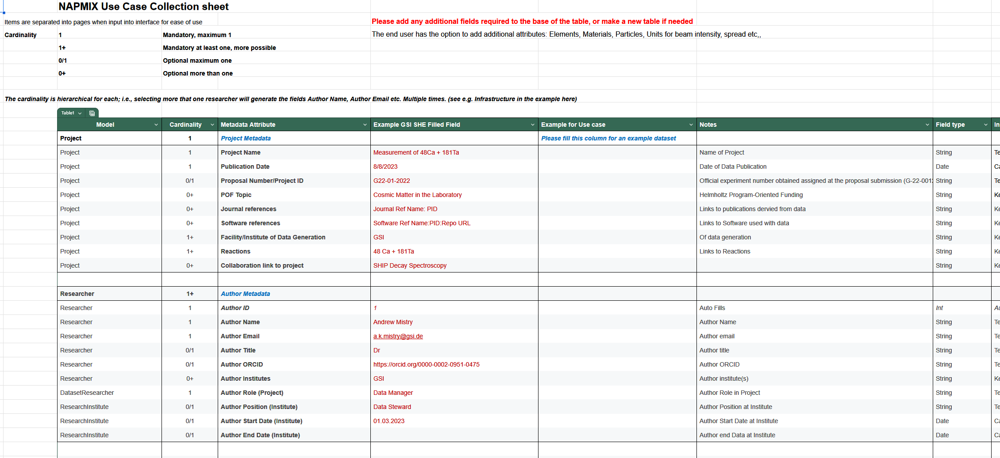 NAPMIX Use Case Collection sheet
Items are separated into pages when input into interface for ease of use
Please add any additional fields required to the base of the table, or make a new table if needed
Cardinality 1 Mandatory, maximum 1 The end user has the option to add additional attributes: Elements, Materials, Particles, Units for beam intensity, spread etc,,
1+ Mandatory at least one, more possible
0/1 Optional maximum one
0+ Optional more than one
The cardinality is hierarchical for each; i.e., selecting more that one researcher will generate the fields Author Name, Author Email etc. Multiple times. (see e.g. Infrastructure in the example here)
Table1
Model Cardinality Metadata Attribute Example GSI SHE Filled Field Example for Use case Notes Field type In
Project 1 Project Metadata Please fill this column for an example dataset
Project 1 Project Name Measurement of 48Ca + 181Ta Name of Project String Te
Project 1 Publication Date 8/8/2023 Date of Data Publication Date Ca
Project 0/1 Proposal Number/Project ID G22-01-2022 Official experiment number obtained assigned at the proposal submission (G-22-001 String Te
Project 0+ POF Topic Cosmic Matter in the Laboratory Helmholtz Program-Oriented Funding String Ke
Project 0+ Journal references Journal Ref Name: PID Links to publications dervied from data String Ke
Project 0+ Software references Software Ref Name:PID:Repo URL Links to Software used with data String Ke
Project 1+ Facility/Institute of Data Generation GSI Of data generation String Ke
Project 1+ Reactions 48 Ca + 181Ta Links to Reactions String Ke
Project 0+ Collaboration link to project SHIP Decay Spectroscopy String Ke
Researcher 1+ Author Metadata
Researcher 1 Author ID 1 Auto Fills Int Au
Researcher 1 Author Name Andrew Mistry Author Name String Te
Researcher 1 Author Email a.k.mistry@gsi.de Author email String Te
Researcher 0/1 Author Title Dr Author title String Te
Researcher 0/1 Author ORCID https://orcid.org/0000-0002-0951-0475 Author ORCID String Te
Researcher 0+ Author Institutes GSI Author institute(s) String Ke
DatasetResearcher 1 Author Role (Project) Data Manager Author Role in Project String Te
ResearchInstitute 0/1 Author Position (Institute) Data Steward Author Position at Institute String Te
ResearchInstitute 0/1 Author Start Date (Institute) 01.03.2023 Author Start Date at Institute Date Ca
ResearchInstitute 0/1 Author End Date (Institute) Author end Data at Institute Date Ca